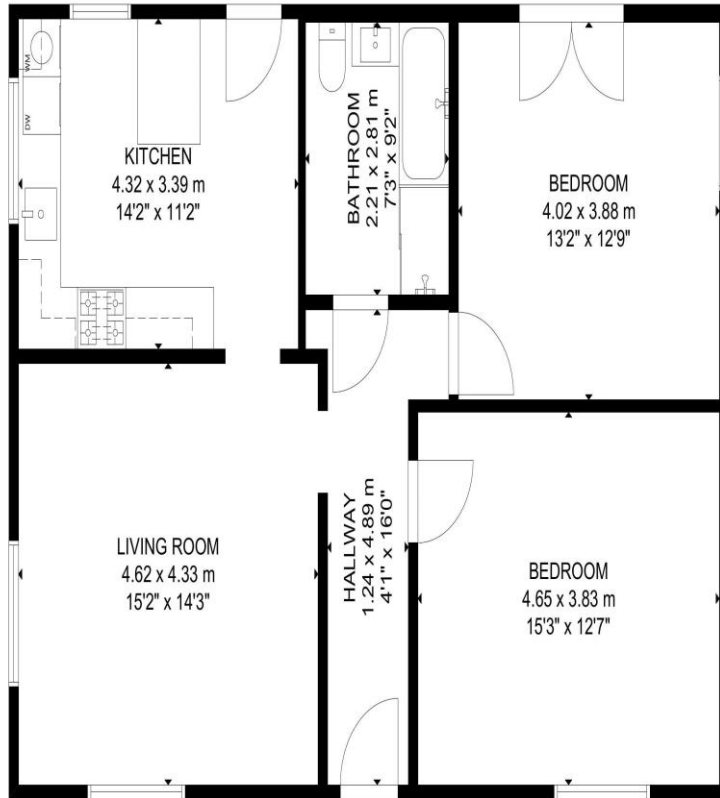 WM
DW
KITCHEN
4.32 x 3.39 m
14'2" x 11'2"
BATHROOM
2.21 x 2.81 m
7'3" x 9'2"
BEDROOM
4.02 x 3.88 m
13'2" x 12'9"
LIVING ROOM
4.62 x 4.33 m
15'2" x 14'3"
HALLWAY
1.24 x 4.89 m
4'1" x 16'0"
BEDROOM
4.65 x 3.83 m
15'3" x 12'7"